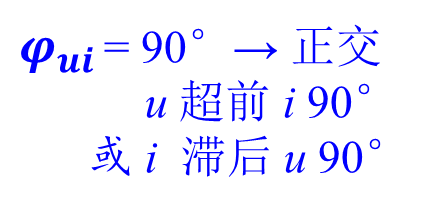 φui = 90° → 正交
u 超前 i 90°
或 i 滞后 u 90°